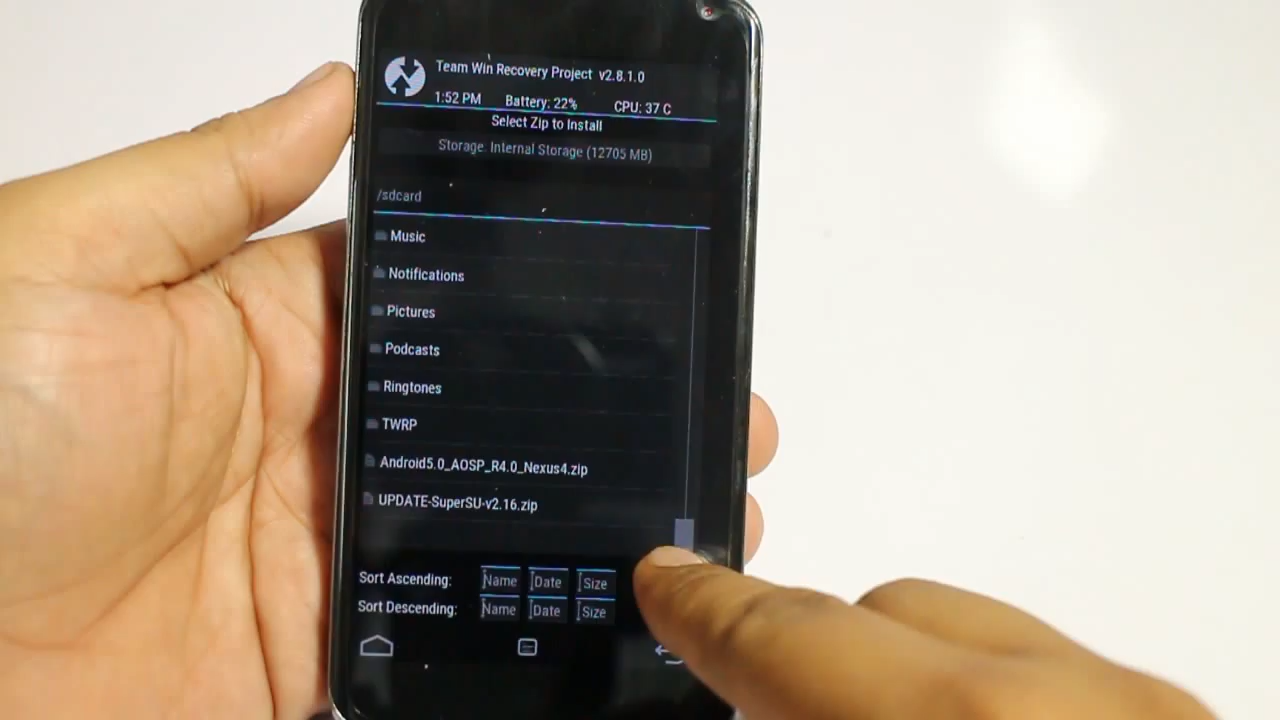 Team Win Recovery Project v2.8.1.0
1:52 PM Battery: 22% CPU: 37 C
Select Zip to Install
Storage: Internal Storage (12705 MB)
/sdcard
Music
Notifications
Pictures
Podcasts
Ringtones
TWRP
Android5.0_AOSP_R4.0_Nexus4.zip
UPDATE-SuperSU-v2.16.zip
Sort Ascending: Name Date Size
Sort Descending: Name Date Size